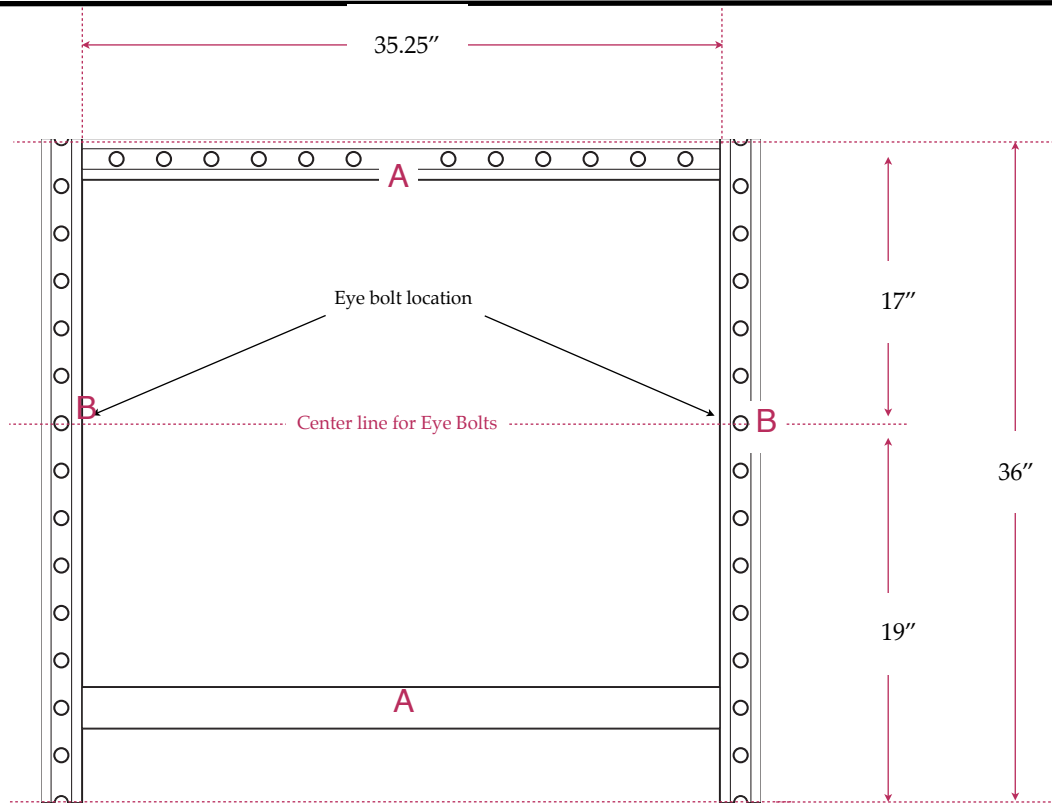 35.25″
A
Eye bolt location
17″
B
Center line for Eye Bolts
B
36″
19″
A